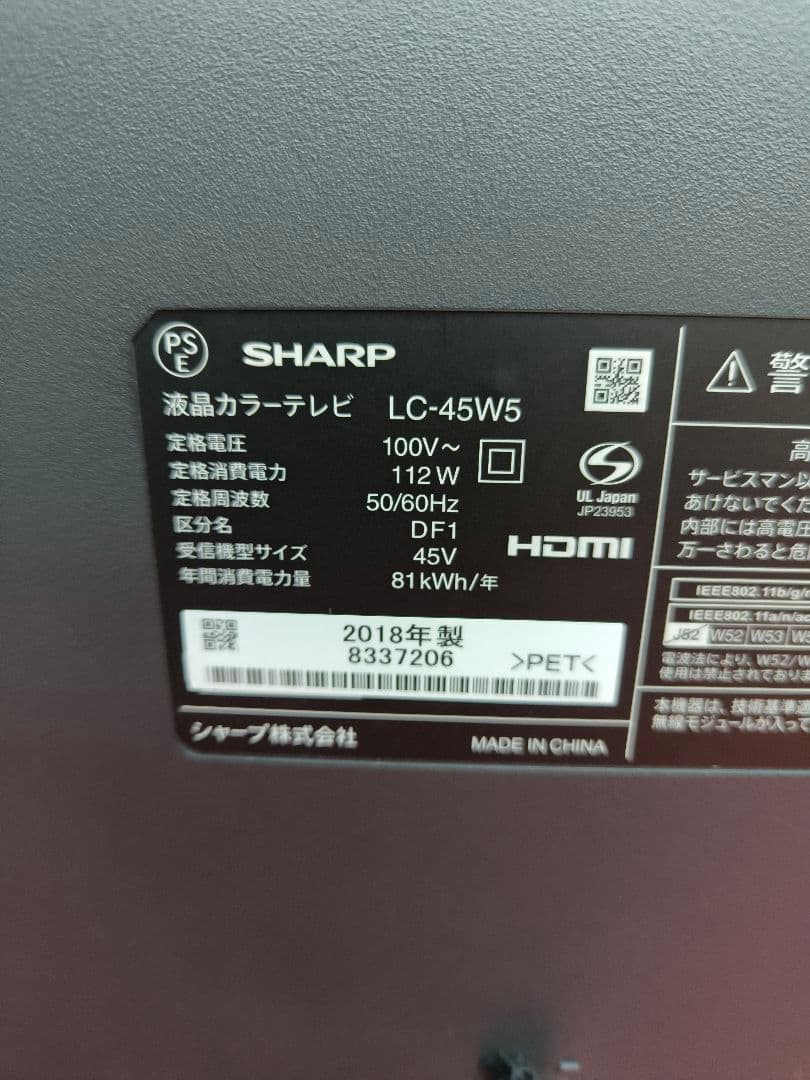 PSE
SHARP
液晶カラーテレビ LC-45W5
定格電圧 100V～
定格消費電力 112W
定格周波数 50/60Hz
区分名 DF1
受信機型サイズ 45V
年間消費電力量 81kWh/年
UL Japan
JP23953
HDMI
2018年製
8337206 >PET<
シャープ株式会社 MADE IN CHINA
警
高
サービスマン以
あけないでくだ
内部には高電圧
万一さわると危
IEEE802.11b/g/n
IEEE802.11a/n/a
J52 W52 W53 W5
電波法により、W52/W
使用は禁止されておりま
本機器は、技術基準適
無線モジュールが入って